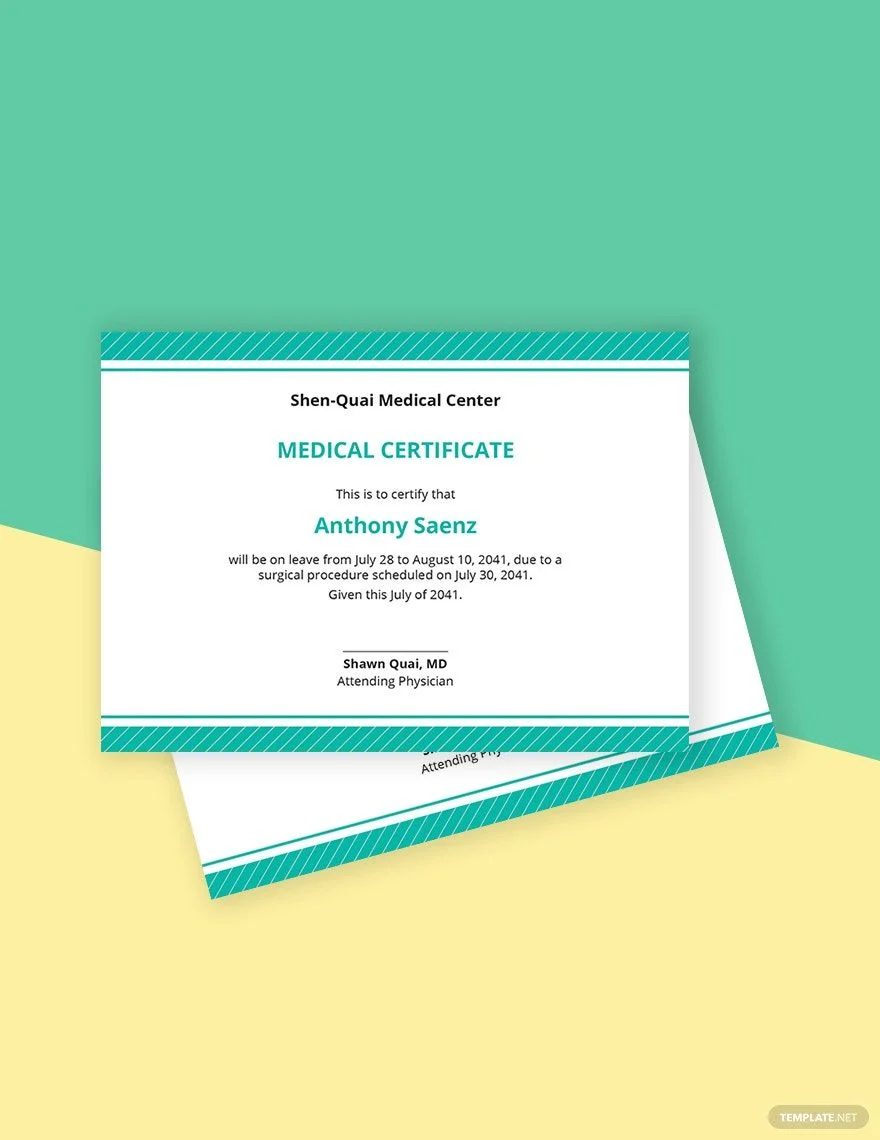 Shen-Quai Medical Center
MEDICAL CERTIFICATE
This is to certify that
Anthony Saenz
will be on leave from July 28 to August 10, 2041, due to a
surgical procedure scheduled on July 30, 2041.
Given this July of 2041.
Shawn Quai, MD
Attending Physician
Attending
TEMPLATE.NET